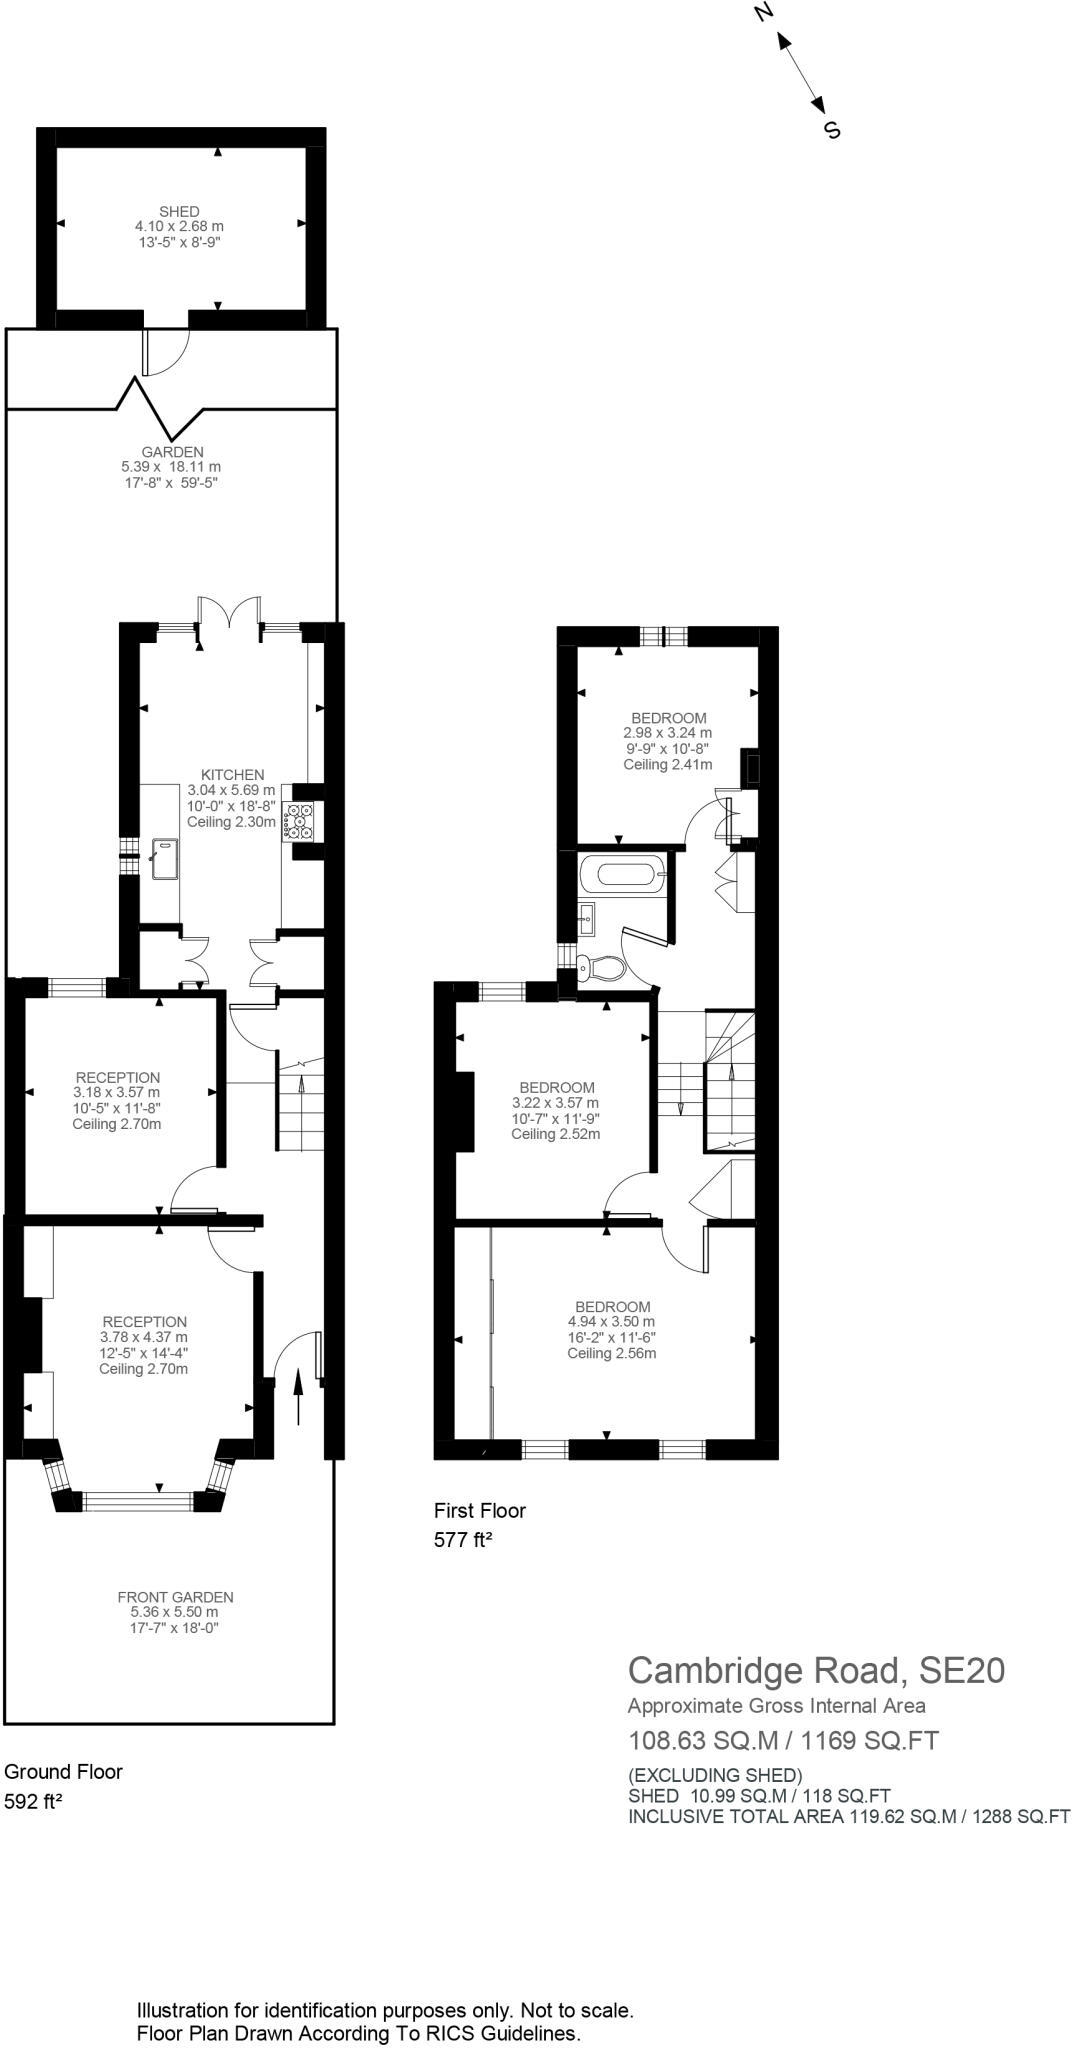 N
S
SHED
4.10 x 2.68 m
13'-5" x 8'-9"
GARDEN
5.39 x  18.11 m
17'-8" x  59'-5"
KITCHEN
3.04 x 5.69 m
10'-0" x 18'-8"
Ceiling 2.30m
RECEPTION
3.18 x 3.57 m
10'-5" x 11'-8"
Ceiling 2.70m
RECEPTION
3.78 x 4.37 m
12'-5" x 14'-4"
Ceiling 2.70m
FRONT GARDEN
5.36 x 5.50 m
17'-7" x 18'-0"
Ground Floor
592 ft²
BEDROOM
2.98 x 3.24 m
9'-9" x 10'-8"
Ceiling 2.41m
BEDROOM
3.22 x 3.57 m
10'-7" x 11'-9"
Ceiling 2.52m
BEDROOM
4.94 x 3.50 m
16'-2" x 11'-6"
Ceiling 2.56m
First Floor
577 ft²
Cambridge Road, SE20
Approximate Gross Internal Area
108.63 SQ.M / 1169 SQ.FT
(EXCLUDING SHED)
SHED  10.99 SQ.M / 118 SQ.FT
INCLUSIVE TOTAL AREA 119.62 SQ.M / 1288 SQ.FT
Illustration for identification purposes only. Not to scale.
Floor Plan Drawn According To RICS Guidelines.